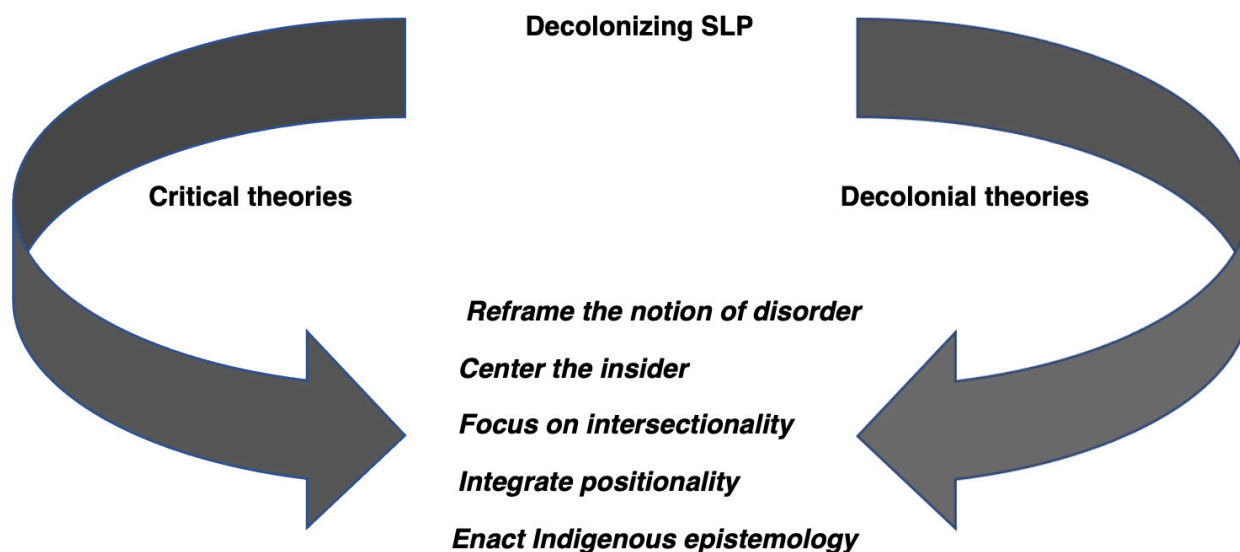 Decolonizing SLP
Critical theories
Decolonial theories
Reframe the notion of disorder
Center the insider
Focus on intersectionality
Integrate positionality
Enact Indigenous epistemology